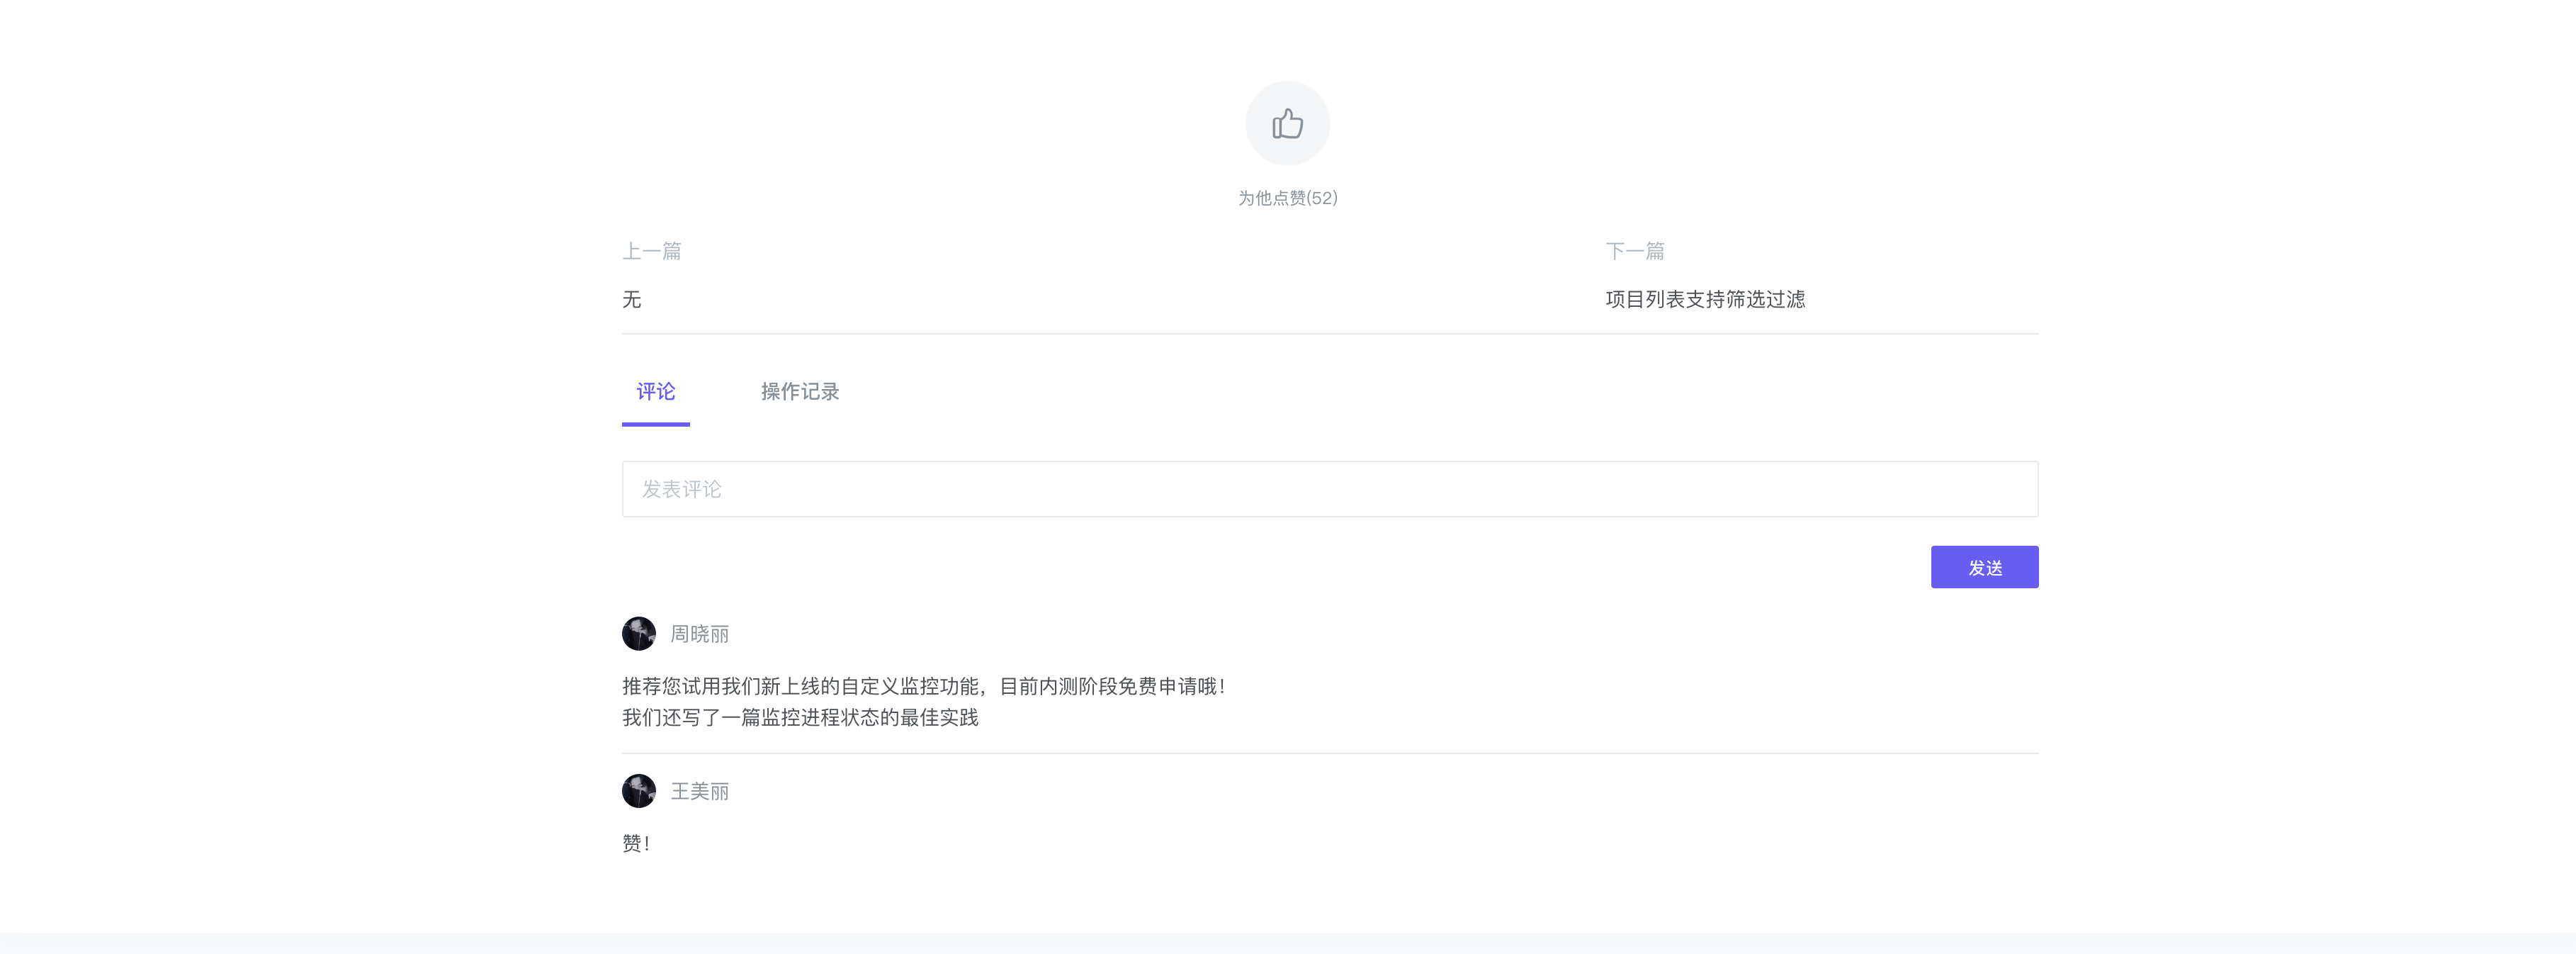 为他点赞(52)
上一篇
下一篇
无
项目列表支持筛选过滤
评论
操作记录
发表评论
发送
周晓丽
推荐您试用我们新上线的自定义监控功能，目前内测阶段免费申请哦！
我们还写了一篇监控进程状态的最佳实践
王美丽
赞！